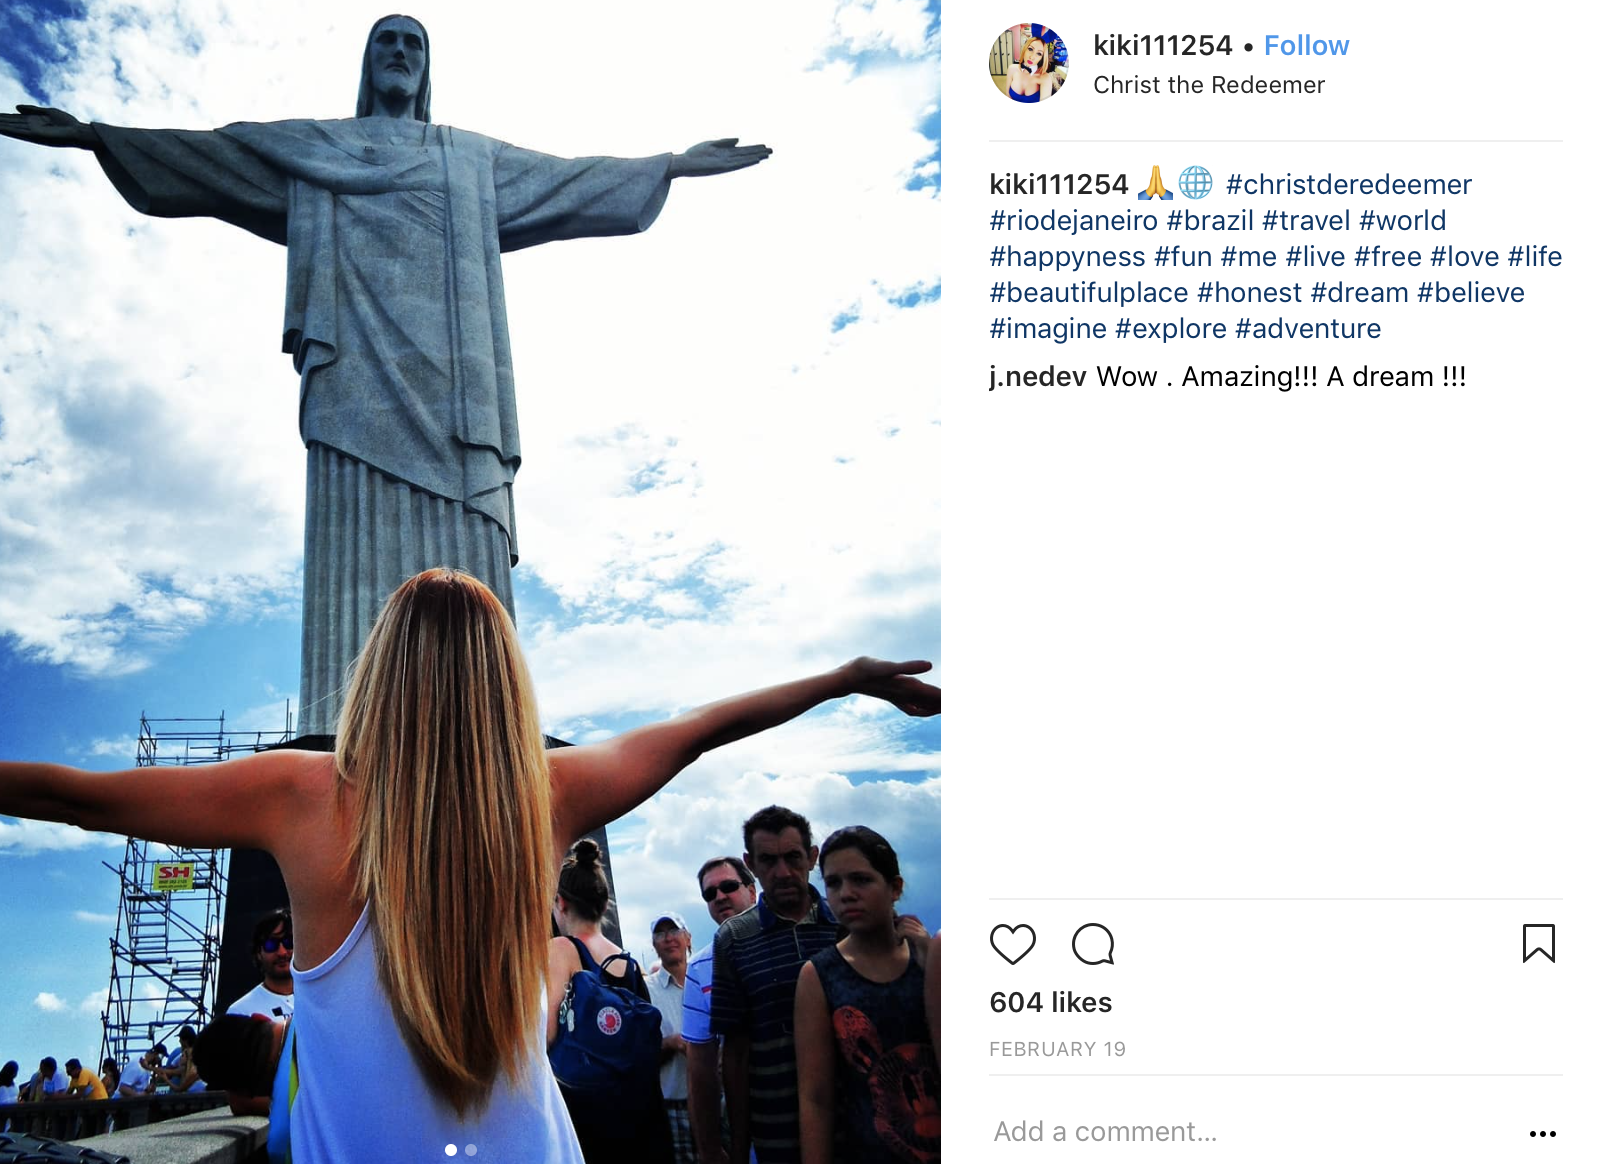 kiki111254 • Follow
Christ the Redeemer
kiki111254 🙏🌐 #christderedeemer
#riodejaneiro #brazil #travel #world
#happyness #fun #me #live #free #love #life
#beautifulplace #honest #dream #believe
#imagine #explore #adventure
j.nedev Wow . Amazing!!! A dream !!!
SH
604 likes
FEBRUARY 19
Add a comment...